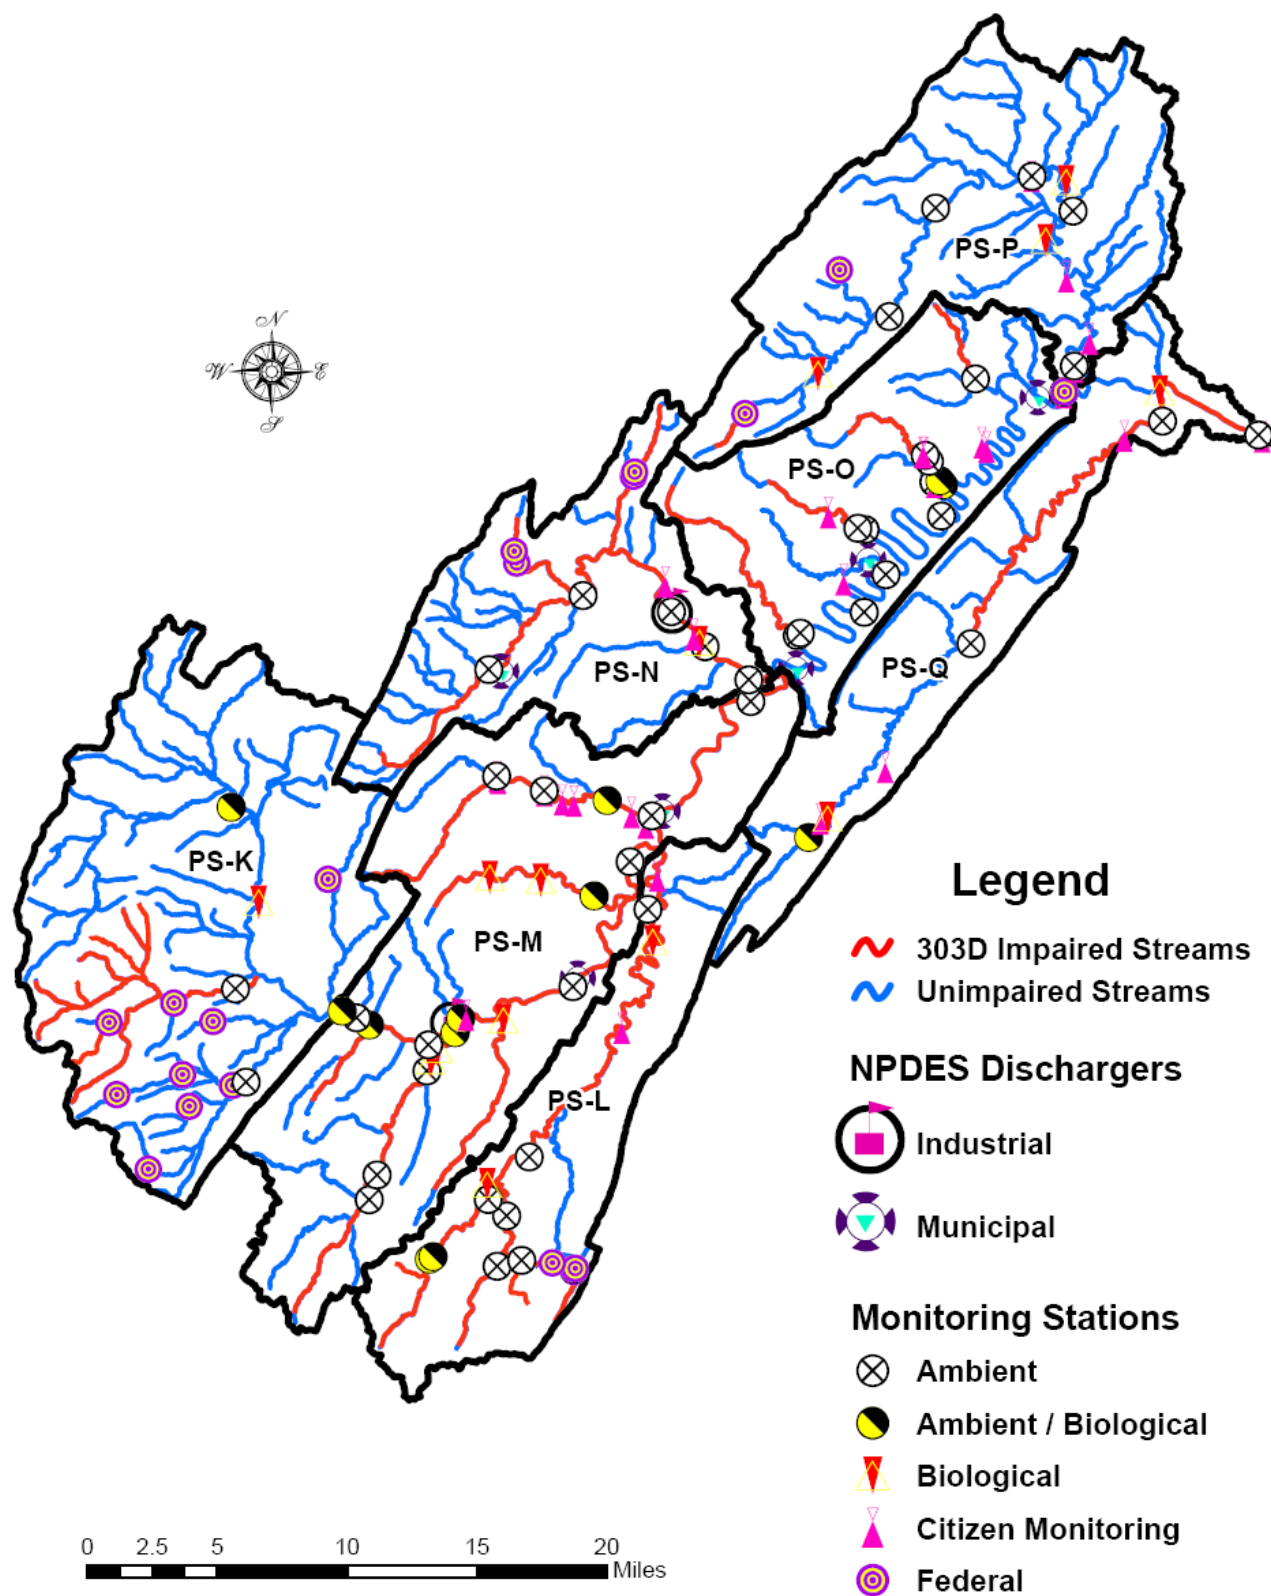 PS-P
N
W E
S
PS-O
PS-N
PS-Q
PS-K
Legend
PS-M
303D Impaired Streams
Unimpaired Streams
NPDES Dischargers
PS-L
Industrial
Municipal
Monitoring Stations
Ambient
Ambient / Biological
Biological
Citizen Monitoring
0 2.5 5 10 15 20
Miles
Federal